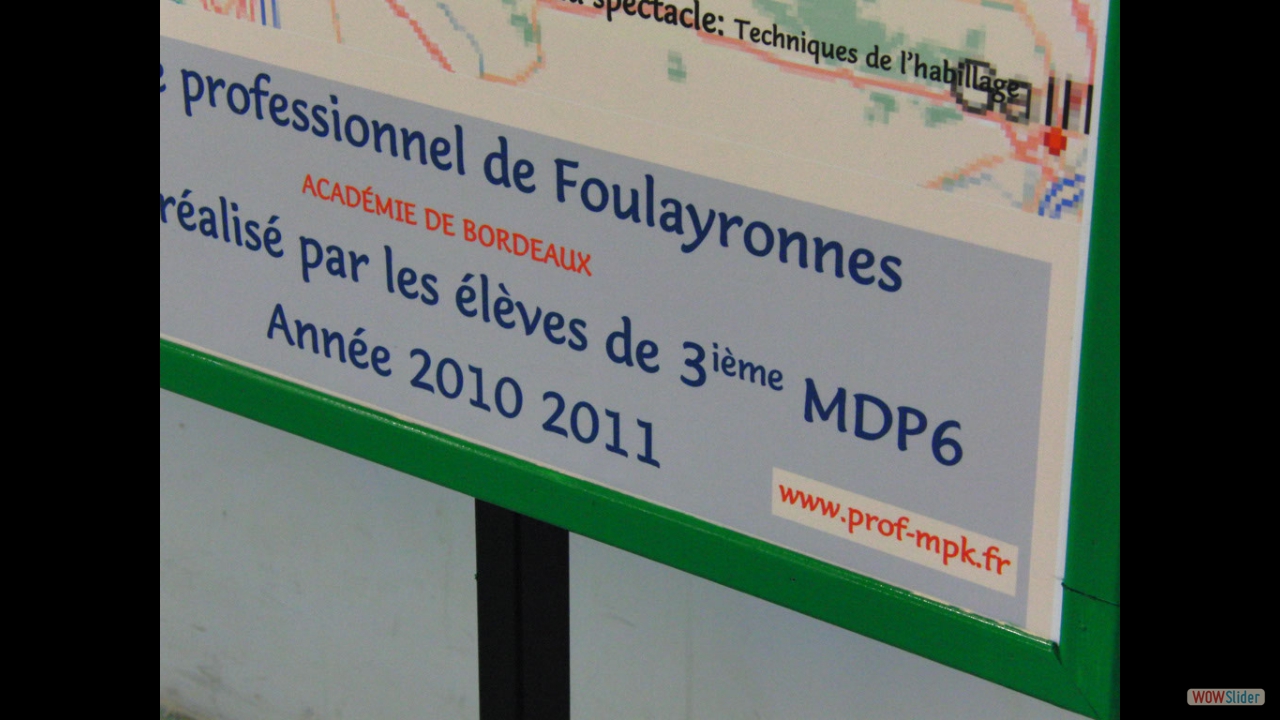 spectacle: Techniques de l'habillage
professionnel de Foulayronnes
ACADÉMIE DE BORDEAUX
réalisé par les élèves de 3ième MDP6
Année 2010 2011
www.prof-mpk.fr
WOWSlider